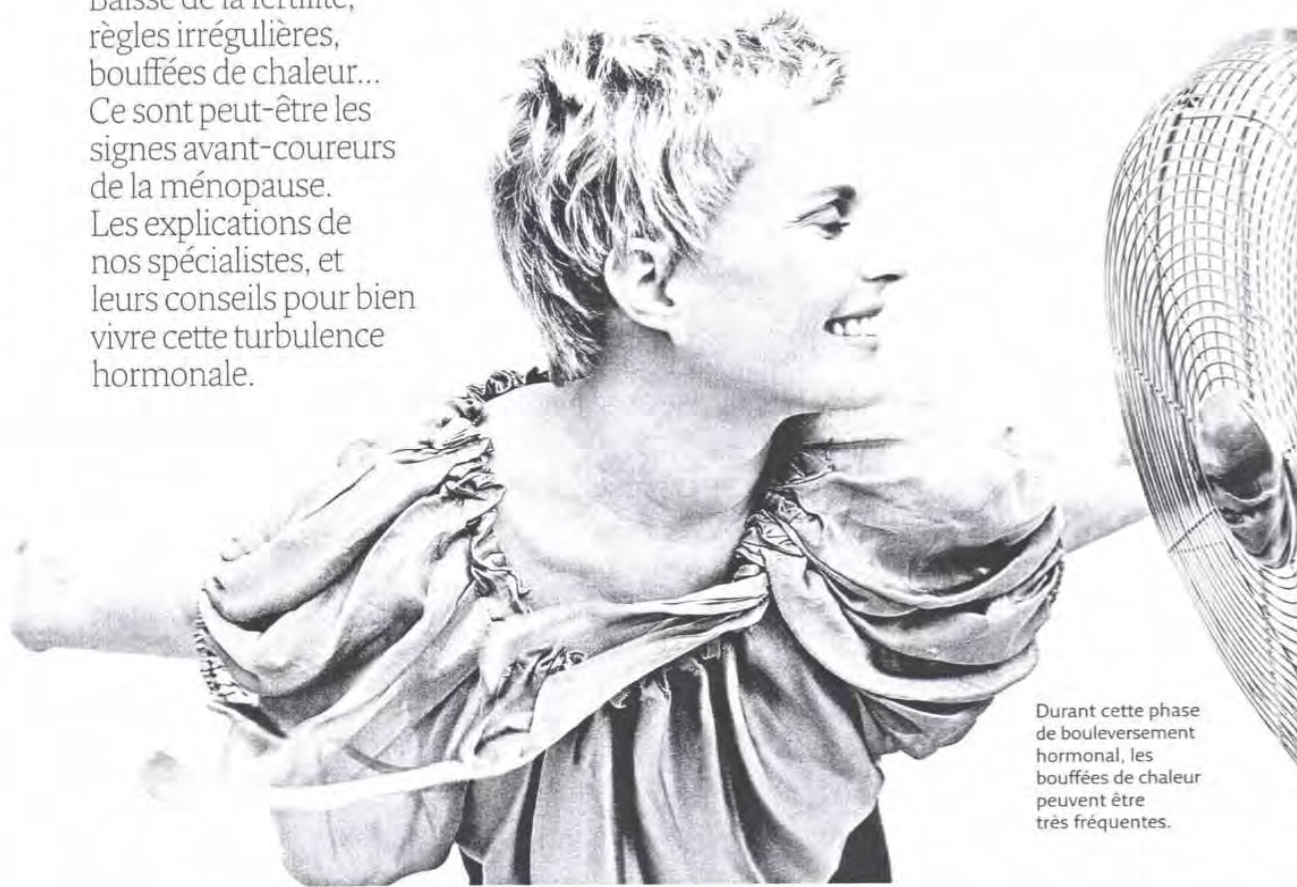 Baisse de la fertilité,
règles irrégulières,
bouffées de chaleur...
Ce sont peut-être les
signes avant-coureurs
de la ménopause.
Les explications de
nos spécialistes, et
leurs conseils pour bien
vivre cette turbulence
hormonale.
Durant cette phase
de bouleversement
hormonal, les
bouffées de chaleur
peuvent être
très fréquentes.